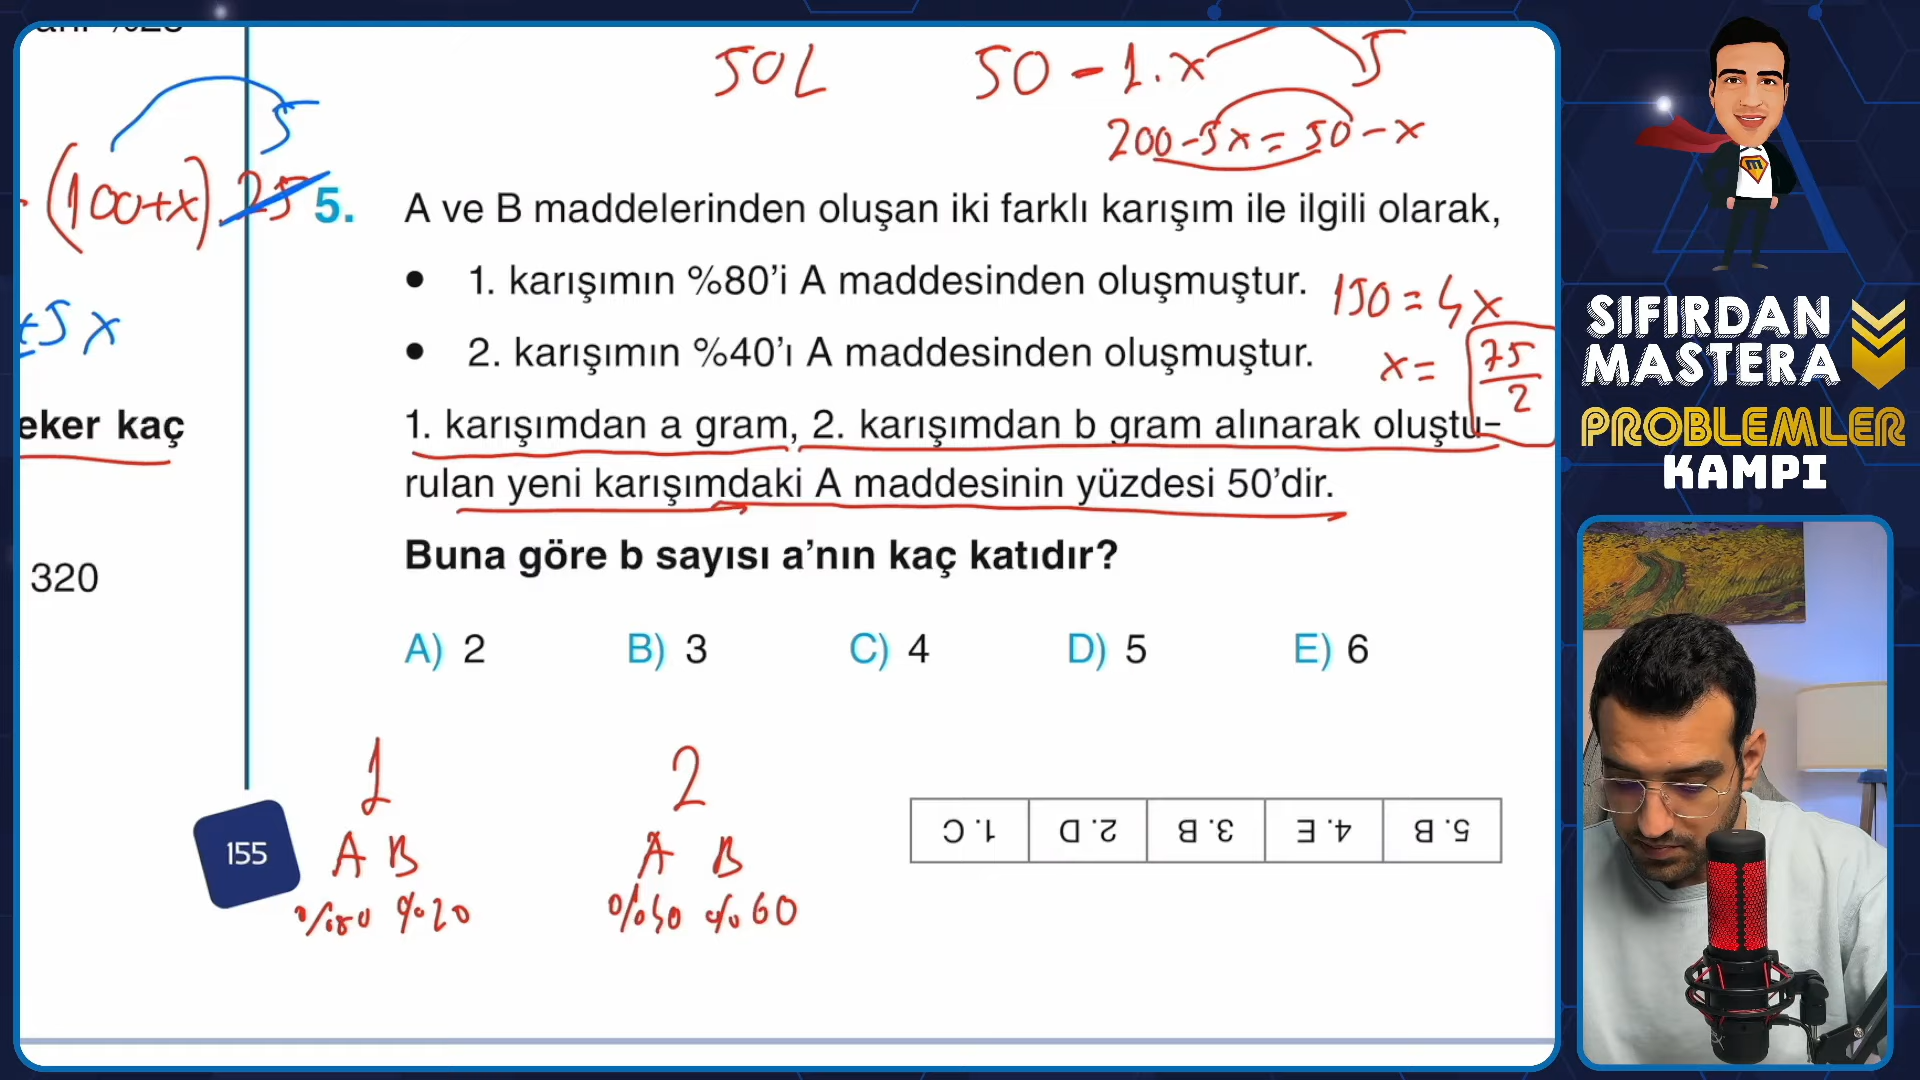 50L 50-1.x 5
200-5x=50-x
5
(100+x).25
5. A ve B maddelerinden oluşan iki farklı karışım ile ilgili olarak,
• 1. karışımın %80’i A maddesinden oluşmuştur.
150=4x
+5x
• 2. karışımın %40’ı A maddesinden oluşmuştur.
x= 75/2
eker kaç
1. karışımdan a gram, 2. karışımdan b gram alınarak oluştu-
rulan yeni karışımdaki A maddesinin yüzdesi 50’dir.
Buna göre b sayısı a’nın kaç katıdır?
320
A) 2 B) 3 C) 4 D) 5 E) 6
1 2
A B A B
%80 %20 %40 %60
155
1. C 2. D 3. B 4. E 5. B
SIFIRDAN
MASTERA
PROBLEMLER
KAMPI